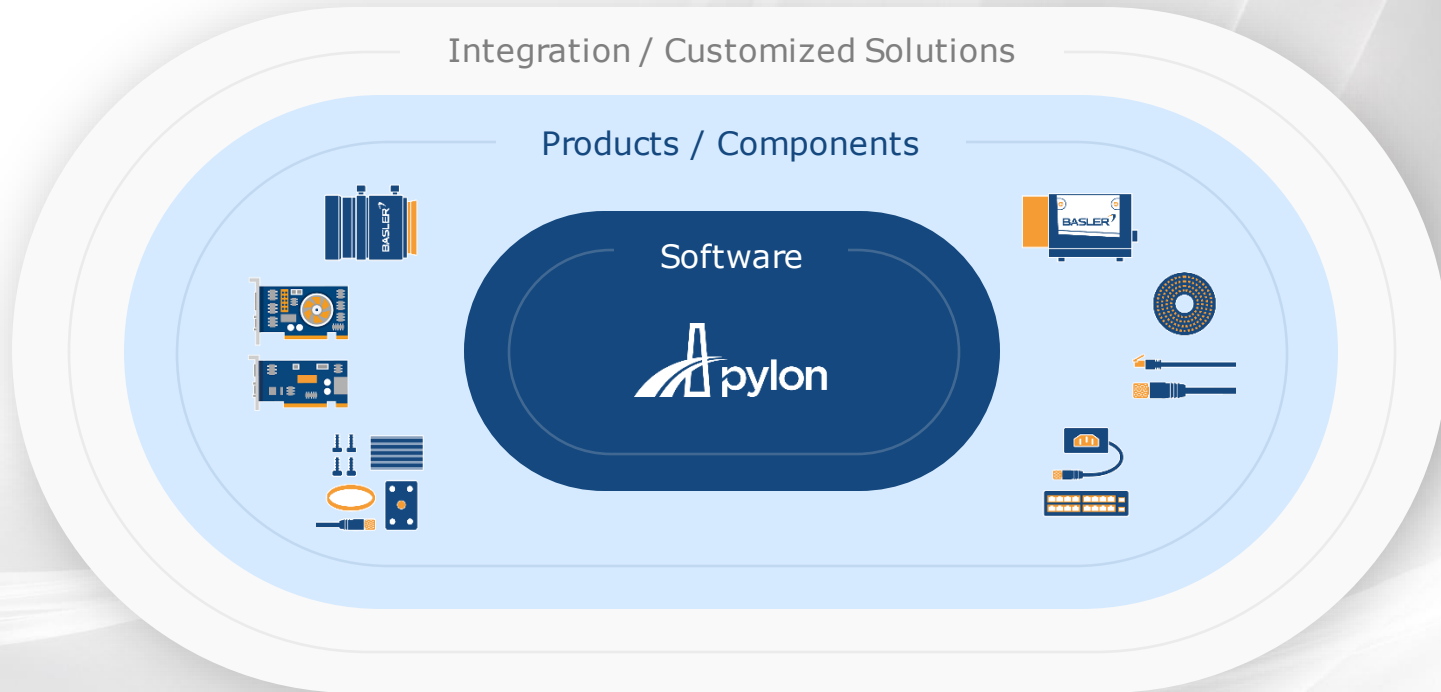 Integration / Customized Solutions
Products / Components
BASLER
BASLER
Software
pylon